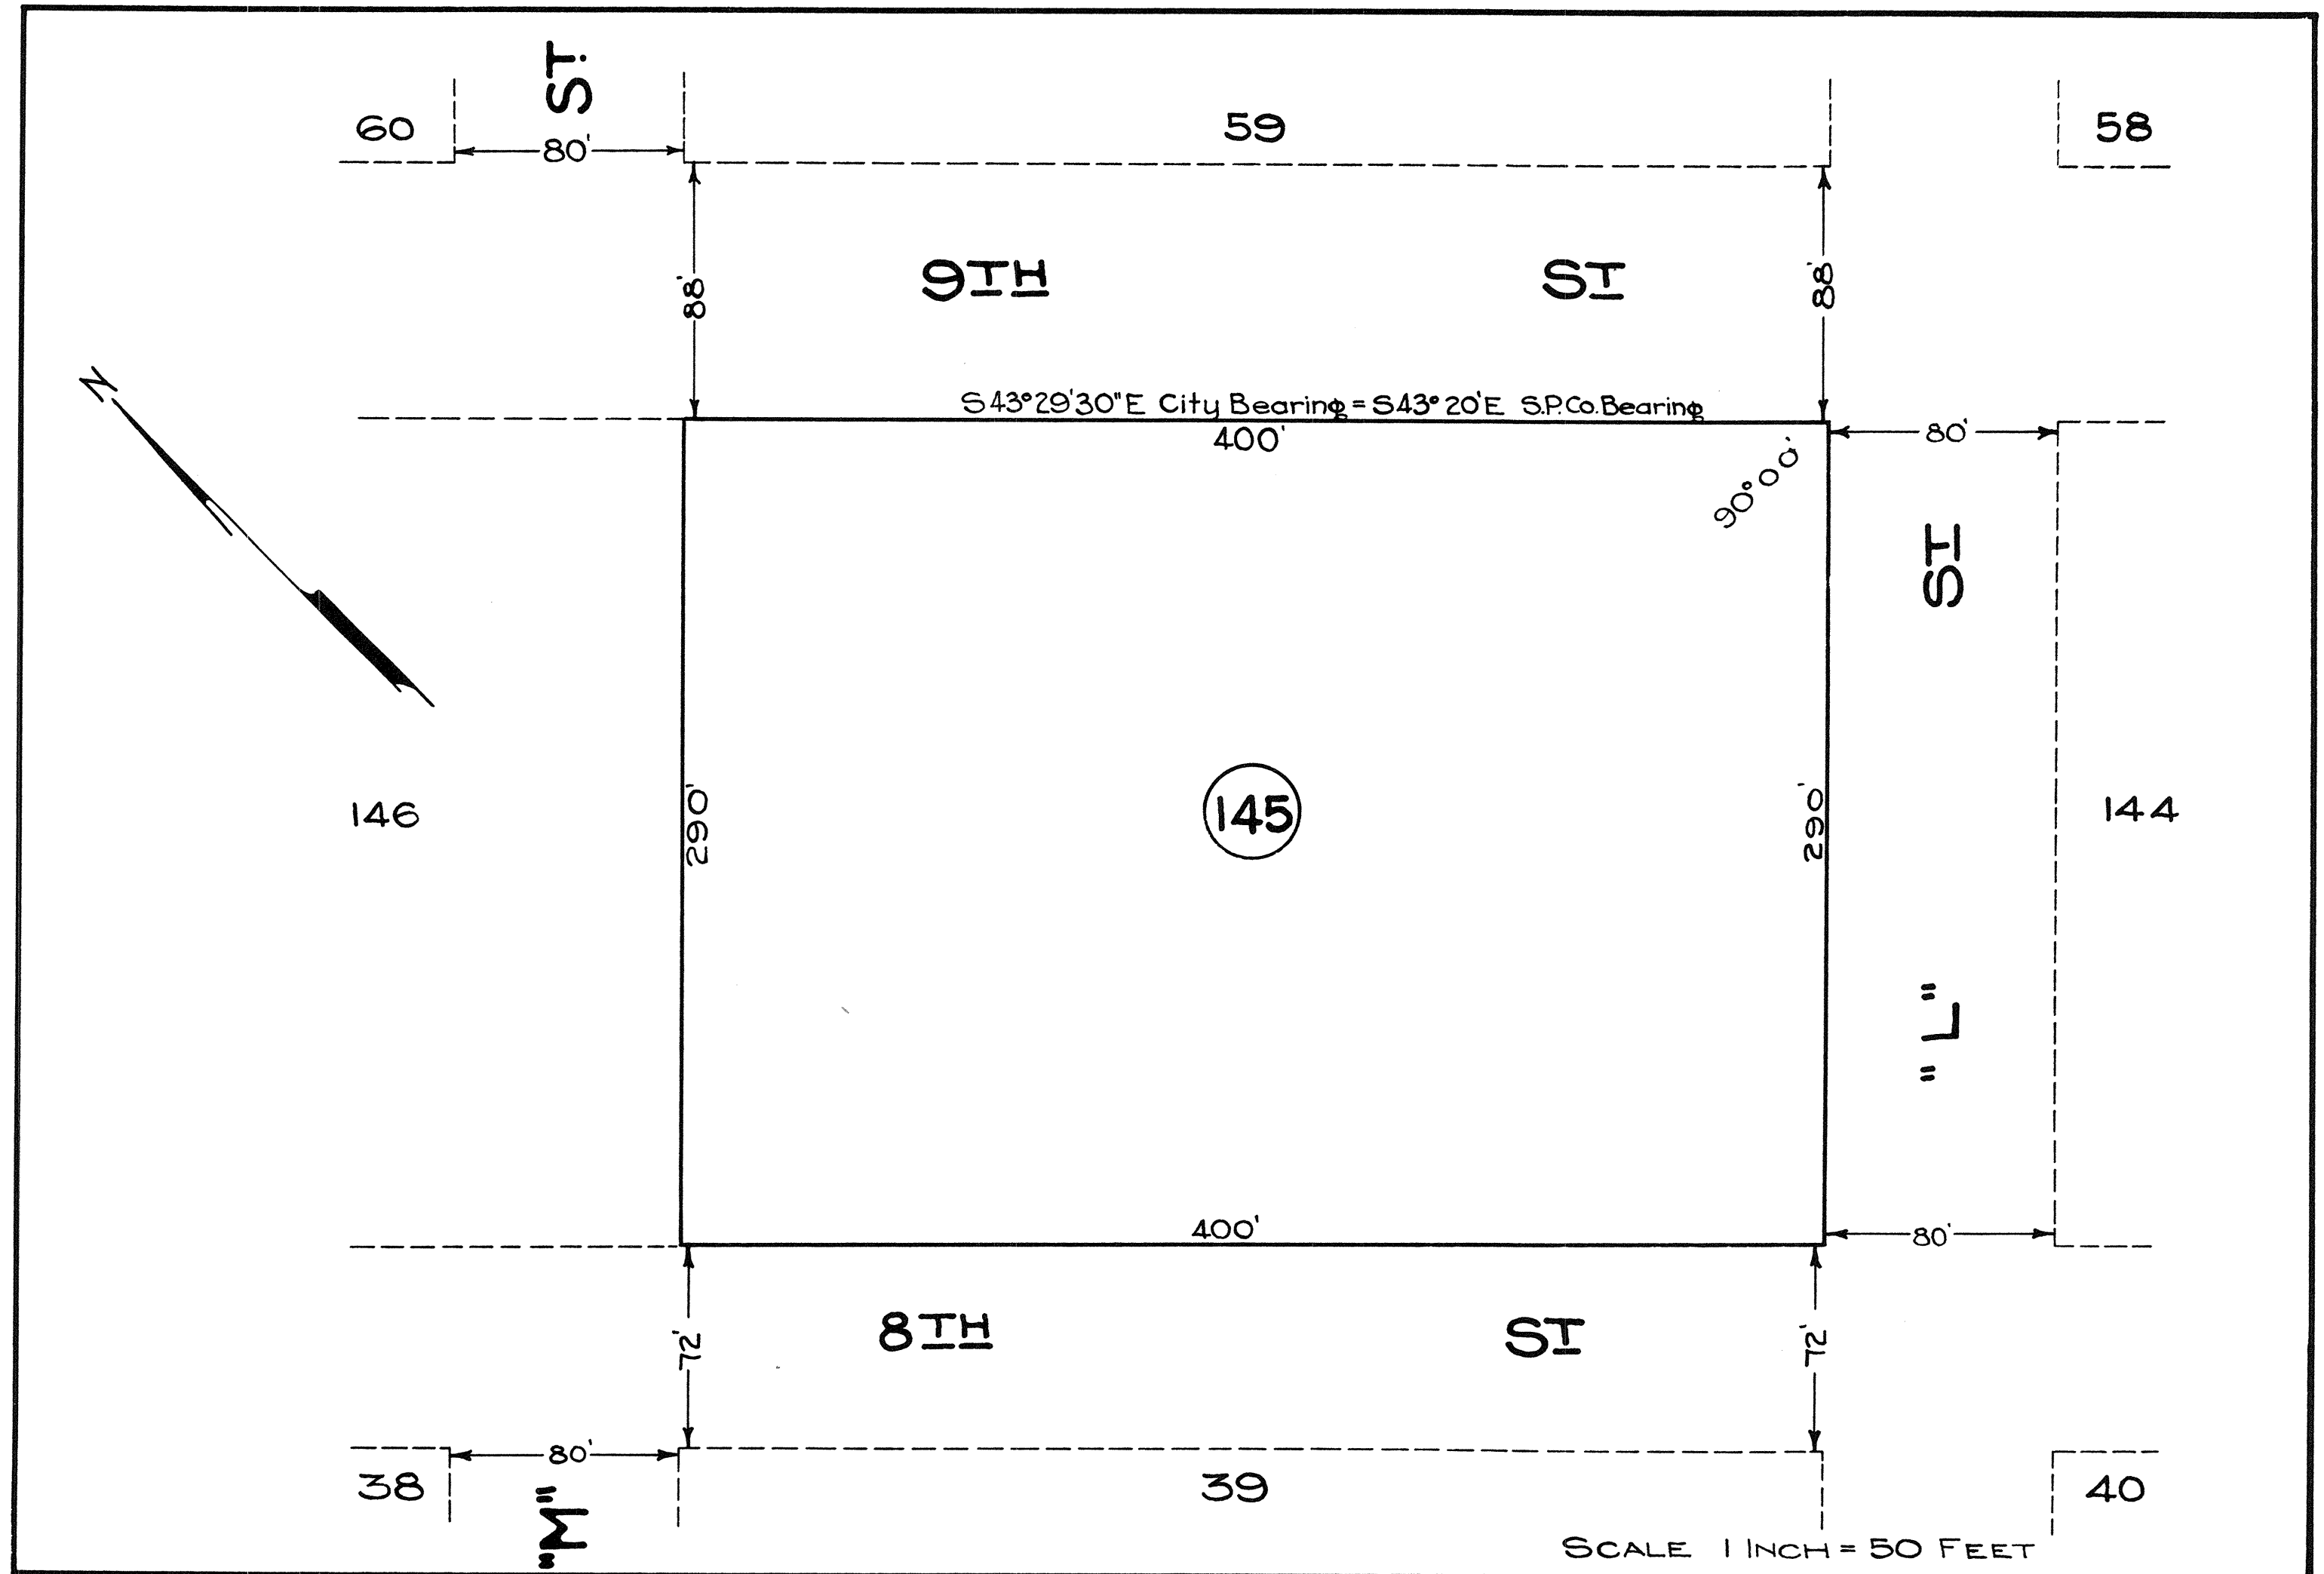 ST.
60
80'
59
58
88'
9TH ST
88'
N
S43°29'30"E City Bearing = S43°20'E S.P.Co. Bearing
400'
80'
90°00'
"L" ST
146
290'
145
290'
144
400'
80'
72'
8TH ST
72'
80'
38
"M"
39
40
SCALE 1 INCH = 50 FEET